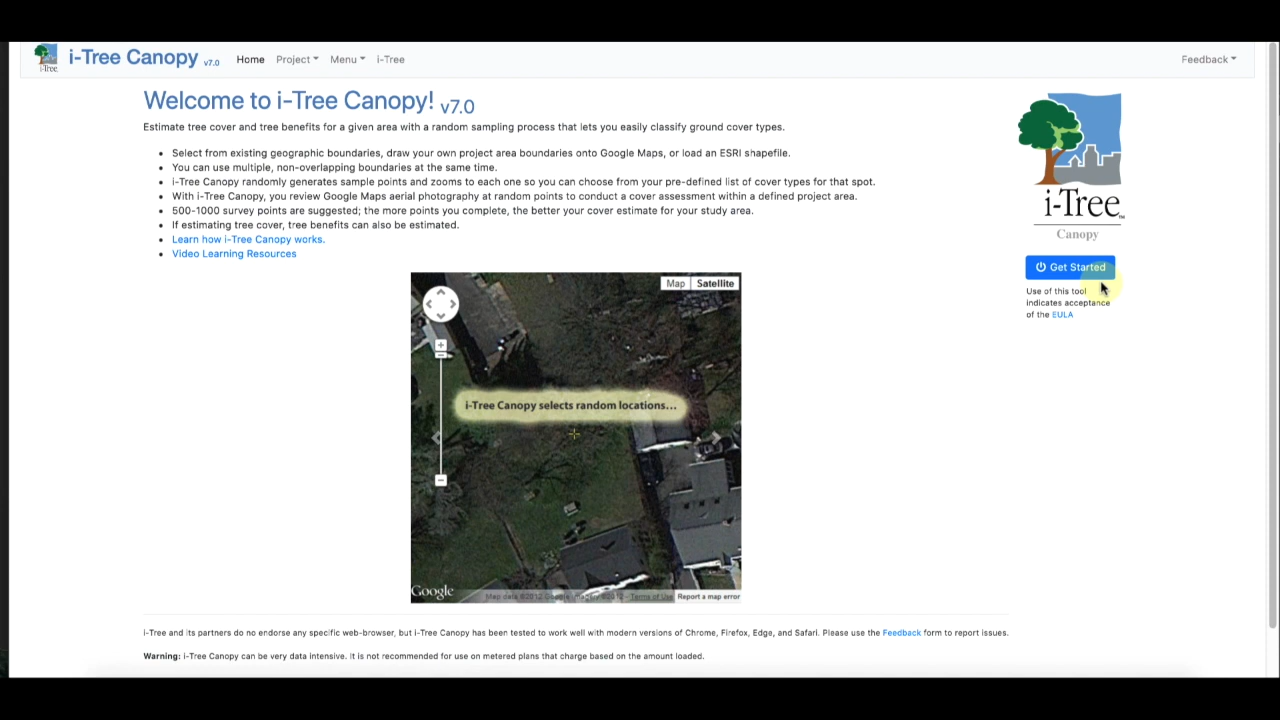 i-Tree
i-Tree Canopy v7.0 Home Project Menu i-Tree Feedback
Welcome to i-Tree Canopy! v7.0
Estimate tree cover and tree benefits for a given area with a random sampling process that lets you easily classify ground cover types.
Select from existing geographic boundaries, draw your own project area boundaries onto Google Maps, or load an ESRI shapefile.
You can use multiple, non-overlapping boundaries at the same time.
i-Tree Canopy randomly generates sample points and zooms to each one so you can choose from your pre-defined list of cover types for that spot.
With i-Tree Canopy, you review Google Maps aerial photography at random points to conduct a cover assessment within a defined project area.
500-1000 survey points are suggested; the more points you complete, the better your cover estimate for your study area.
If estimating tree cover, tree benefits can also be estimated.
Learn how i-Tree Canopy works.
Video Learning Resources
i-Tree™
Canopy
Get Started
Use of this tool
indicates acceptance
of the EULA
Map Satellite
i-Tree Canopy selects random locations...
Google Map data ©2012 Google Imagery ©2012 - Terms of Use Report a map error
i-Tree and its partners do no endorse any specific web-browser, but i-Tree Canopy has been tested to work well with modern versions of Chrome, Firefox, Edge, and Safari. Please use the Feedback form to report issues.
Warning: i-Tree Canopy can be very data intensive. It is not recommended for use on metered plans that charge based on the amount loaded.